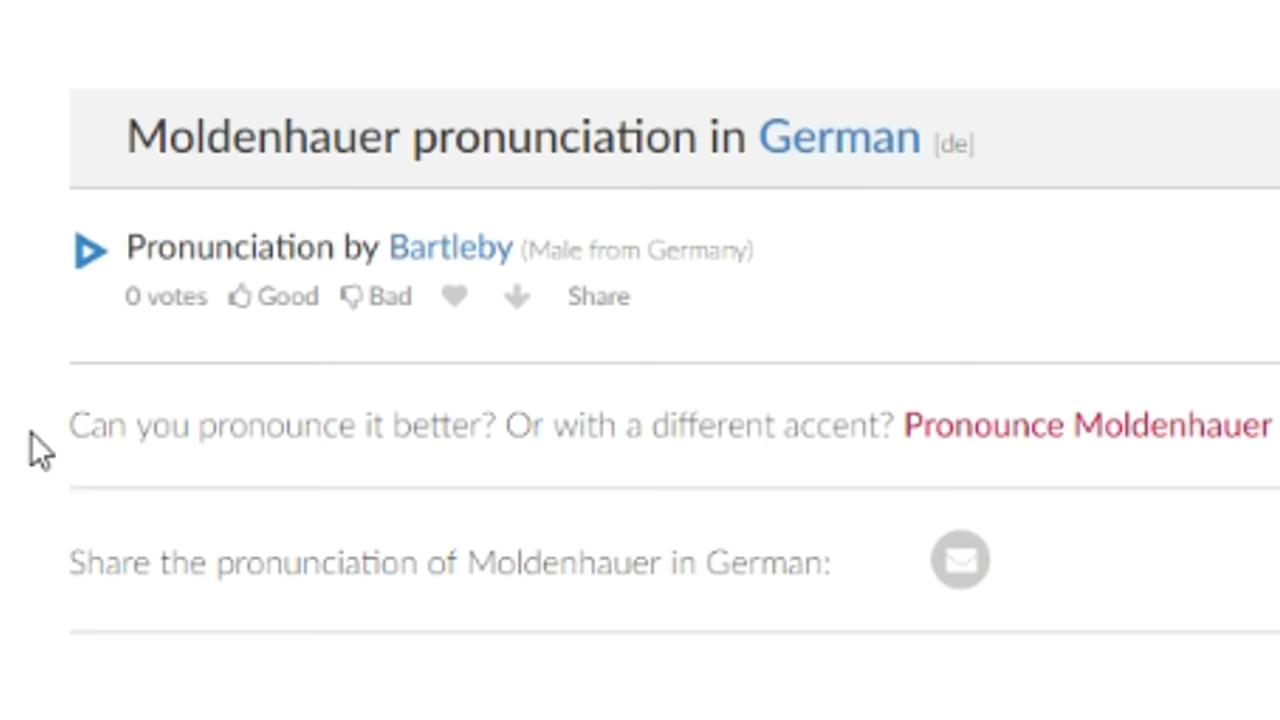 Moldenhauer pronunciation in German [de]
Pronunciation by Bartleby (Male from Germany)
0 votes Good Bad Share
Can you pronounce it better? Or with a different accent? Pronounce Moldenhauer
Share the pronunciation of Moldenhauer in German: